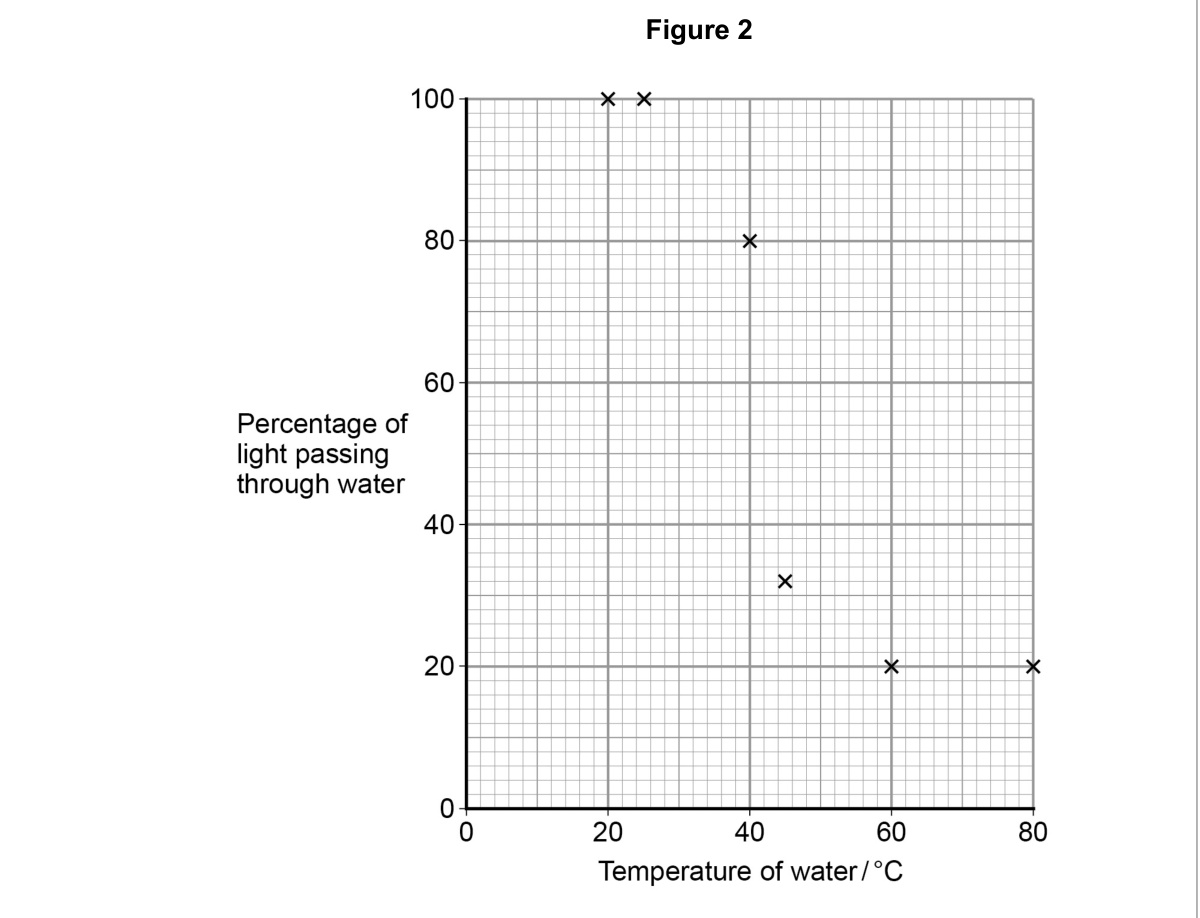 Figure 2
100
80
60
Percentage of
light passing
through water
40
20
0
0 20 40 60 80
Temperature of water / °C